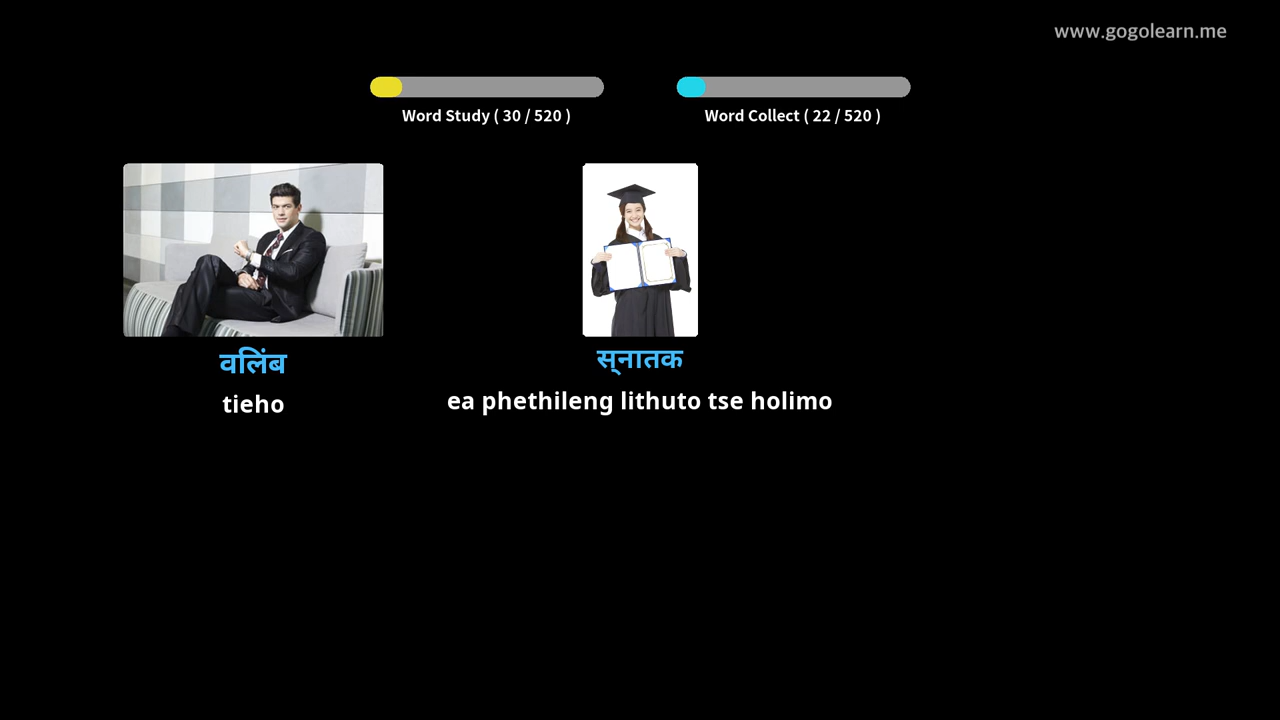 www.gogolearn.me
Word Study ( 30 / 520 )
Word Collect ( 22 / 520 )
वलिंब
tieho
स्‌नातक
ea phethileng lithuto tse holimo